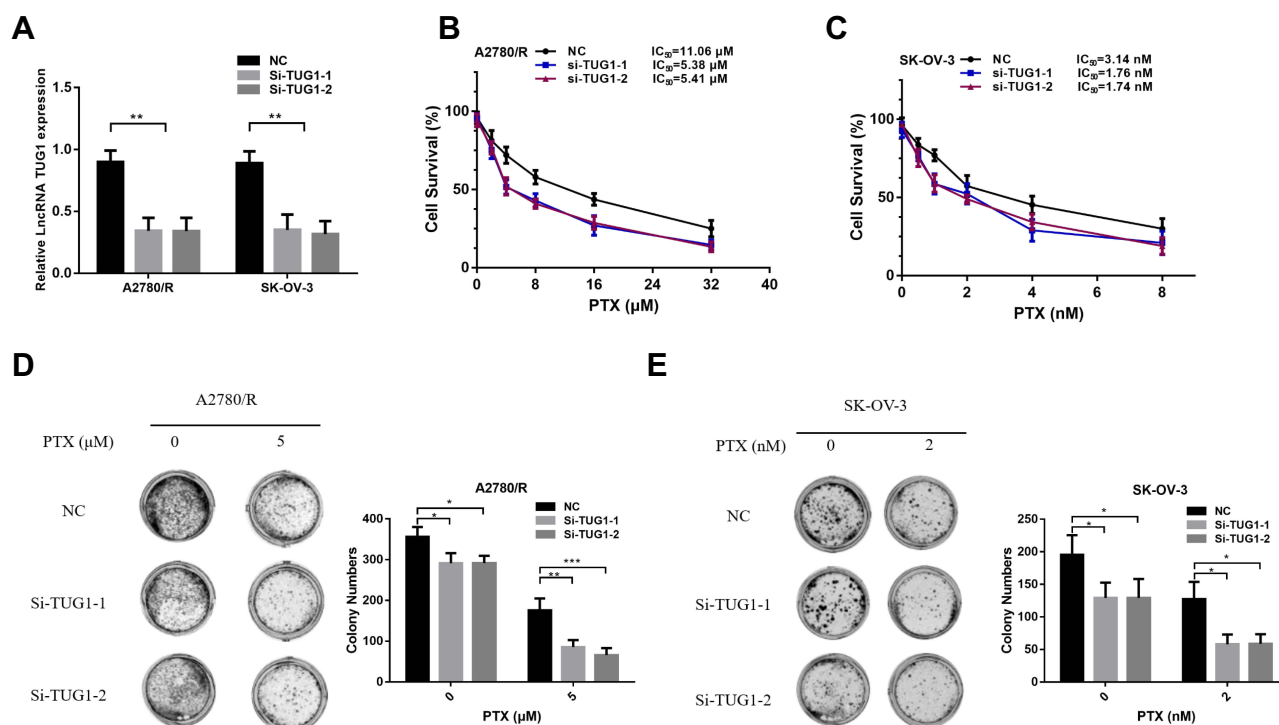 A
NC
Si-TUG1-1
Si-TUG1-2
Relative LncRNA TUG1 expression
1.5
1.0
0.5
0.0
**
**
A2780/R
SK-OV-3
B
A2780/R
NC IC50=11.06 μM
si-TUG1-1 IC50=5.38 μM
si-TUG1-2 IC50=5.41 μM
Cell Survival (%)
100
50
0
0 8 16 24 32 40
PTX (μM)
C
SK-OV-3
NC IC50=3.14 nM
si-TUG1-1 IC50=1.76 nM
si-TUG1-2 IC50=1.74 nM
Cell Survival (%)
100
50
0
0 2 4 6 8
PTX (nM)
D
A2780/R
PTX (μM) 0 5
NC
Si-TUG1-1
Si-TUG1-2
A2780/R
NC
Si-TUG1-1
Si-TUG1-2
Colony Numbers
400
300
200
100
0
*
*
***
**
0 5
PTX (μM)
E
SK-OV-3
PTX (nM) 0 2
NC
Si-TUG1-1
Si-TUG1-2
SK-OV-3
NC
Si-TUG1-1
Si-TUG1-2
Colony Numbers
250
200
150
100
50
0
*
*
*
*
0 2
PTX (nM)